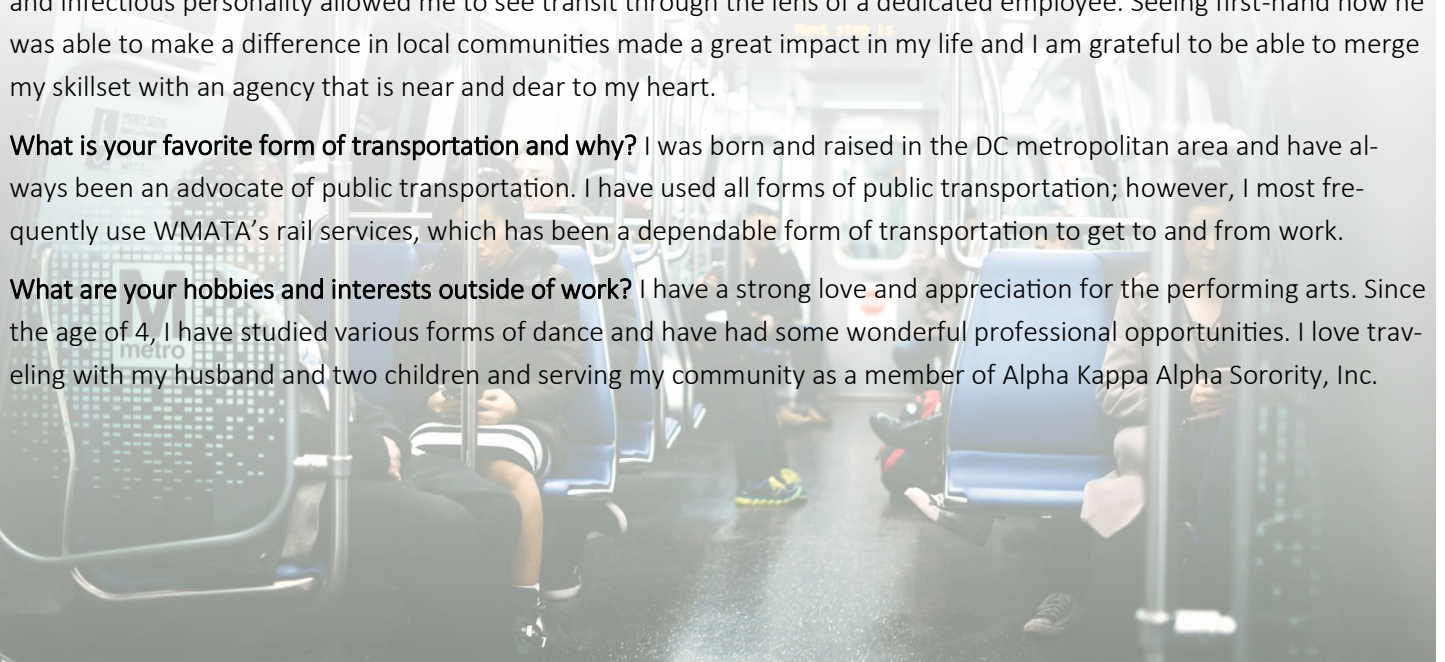 and infectious personality allowed me to see transit through the lens of a dedicated employee. Seeing first-hand how he
was able to make a difference in local communities made a great impact in my life and I am grateful to be able to merge
my skillset with an agency that is near and dear to my heart.
What is your favorite form of transportation and why? I was born and raised in the DC metropolitan area and have al-
ways been an advocate of public transportation. I have used all forms of public transportation; however, I most fre-
quently use WMATA’s rail services, which has been a dependable form of transportation to get to and from work.
What are your hobbies and interests outside of work? I have a strong love and appreciation for the performing arts. Since
the age of 4, I have studied various forms of dance and have had some wonderful professional opportunities. I love trav-
eling with my husband and two children and serving my community as a member of Alpha Kappa Alpha Sorority, Inc.
Next stop is
M
metro